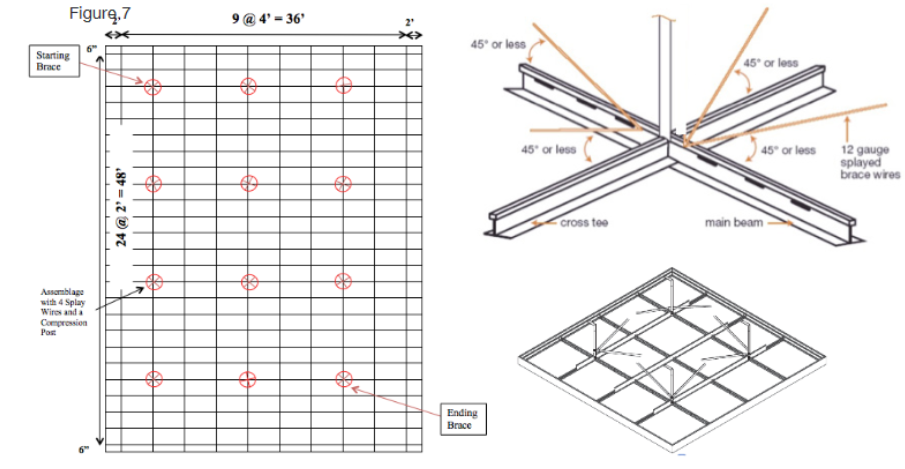 Figure,7
2'
9 @ 4' = 36'
2'
6"
Starting
Brace
24 @ 2' = 48'
Assemblage
with 4 Splay
Wires and a
Compression
Post
6"
Ending
Brace
45° or less
45° or less
45° or less
45° or less
12 gauge
splayed
brace wires
cross tee
main beam